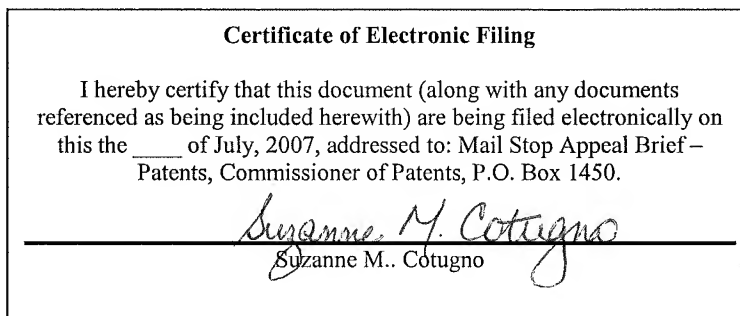 Certificate of Electronic Filing
I hereby certify that this document (along with any documents
referenced as being included herewith) are being filed electronically on
this the _____ of July, 2007, addressed to: Mail Stop Appeal Brief –
Patents, Commissioner of Patents, P.O. Box 1450.
Suzanne M. Cotugno
Suzanne M.. Cotugno